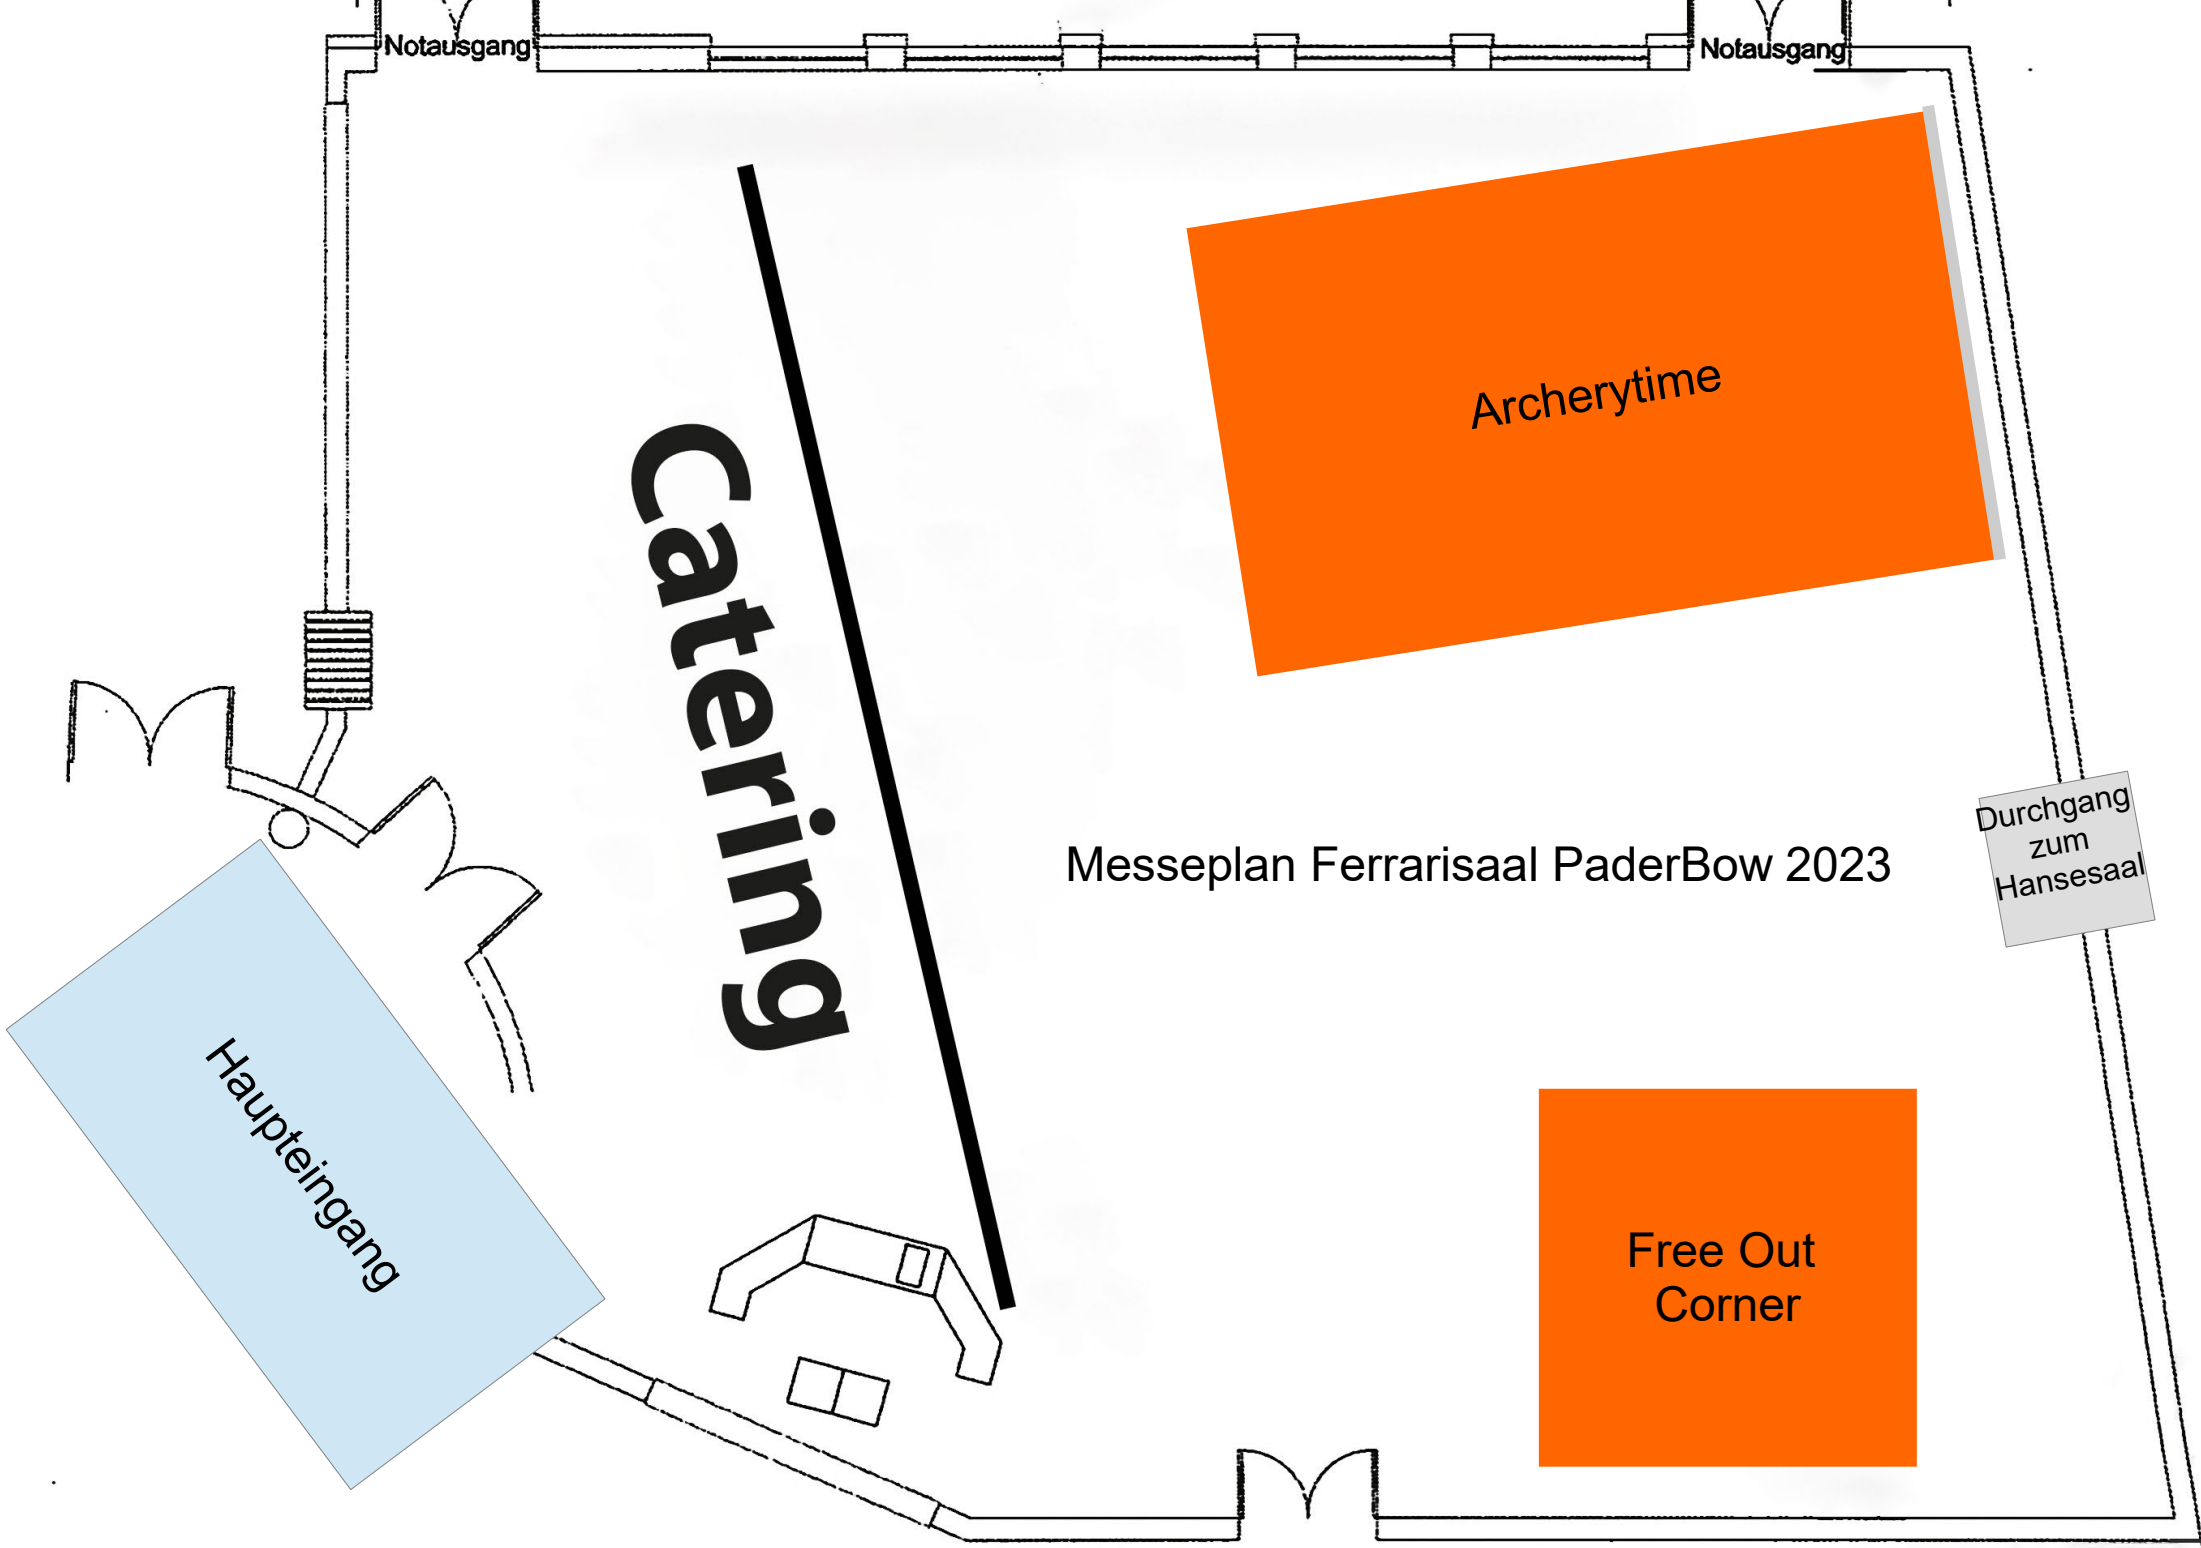 Notausgang
Notausgang
Archerytime
Catering
Durchgang
zum
Hansesaal
Messeplan Ferrarisaal PaderBow 2023
Haupteingang
Free Out
Corner